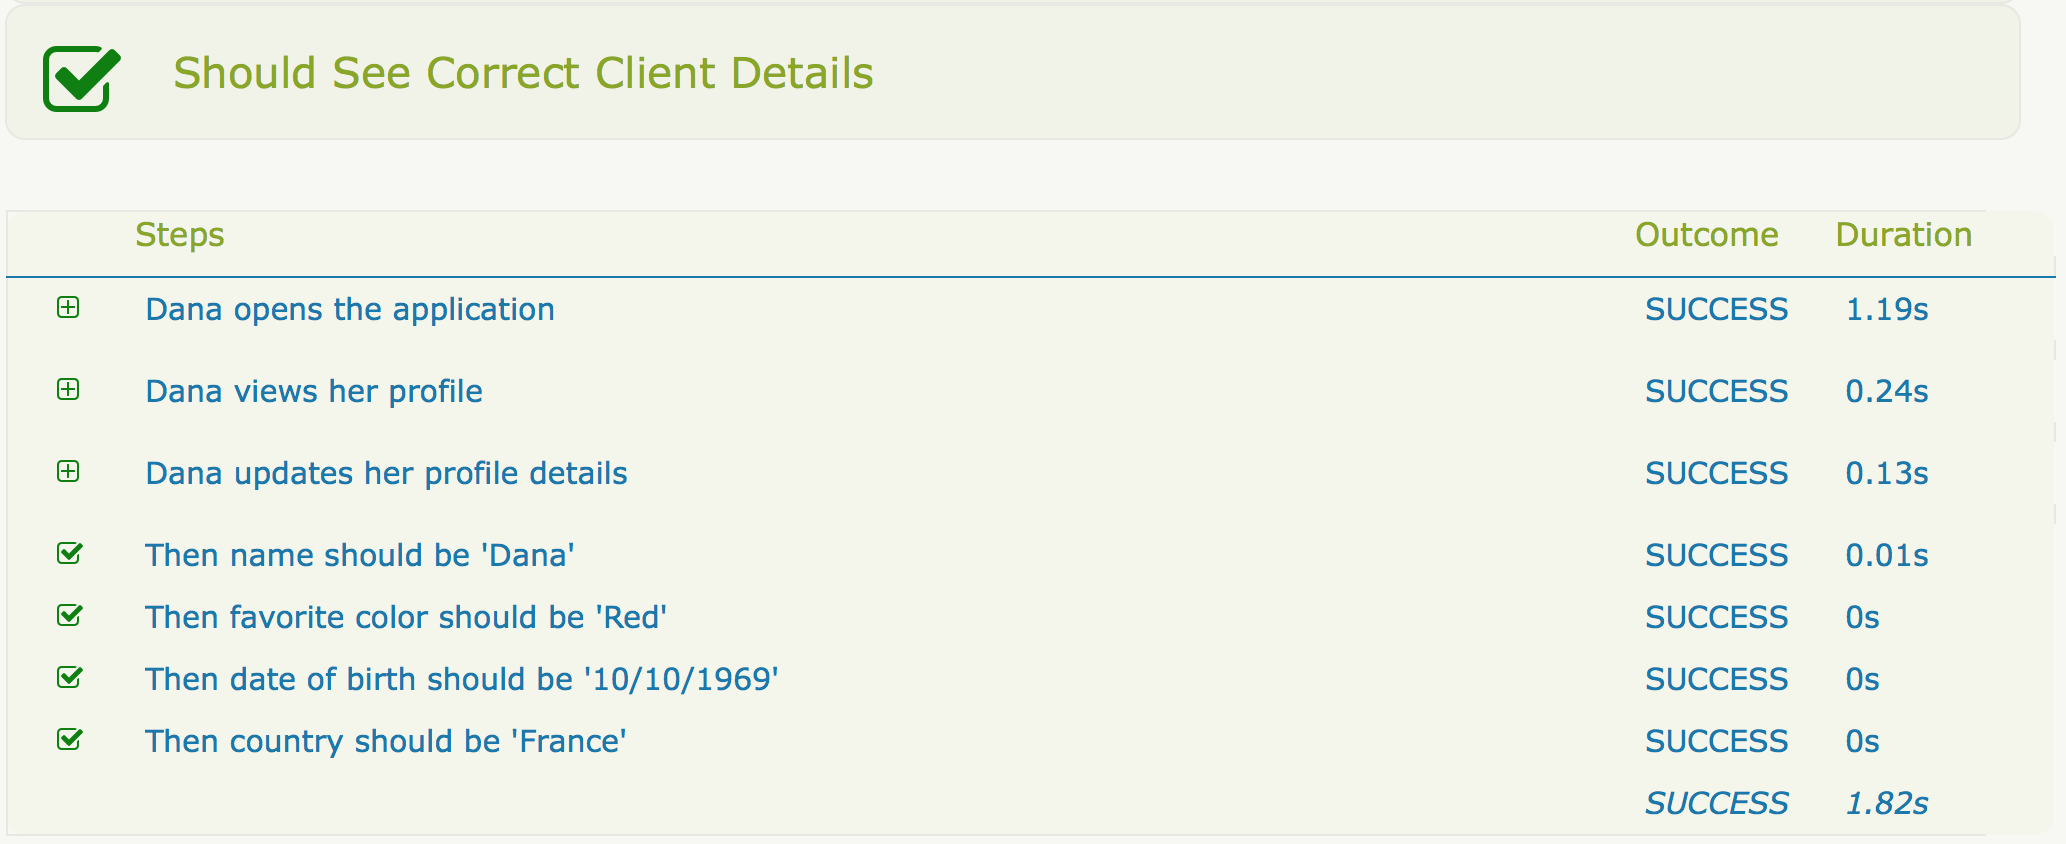 Should See Correct Client Details
Steps Outcome Duration
Dana opens the application SUCCESS 1.19s
Dana views her profile SUCCESS 0.24s
Dana updates her profile details SUCCESS 0.13s
Then name should be 'Dana' SUCCESS 0.01s
Then favorite color should be 'Red' SUCCESS 0s
Then date of birth should be '10/10/1969' SUCCESS 0s
Then country should be 'France' SUCCESS 0s
SUCCESS 1.82s